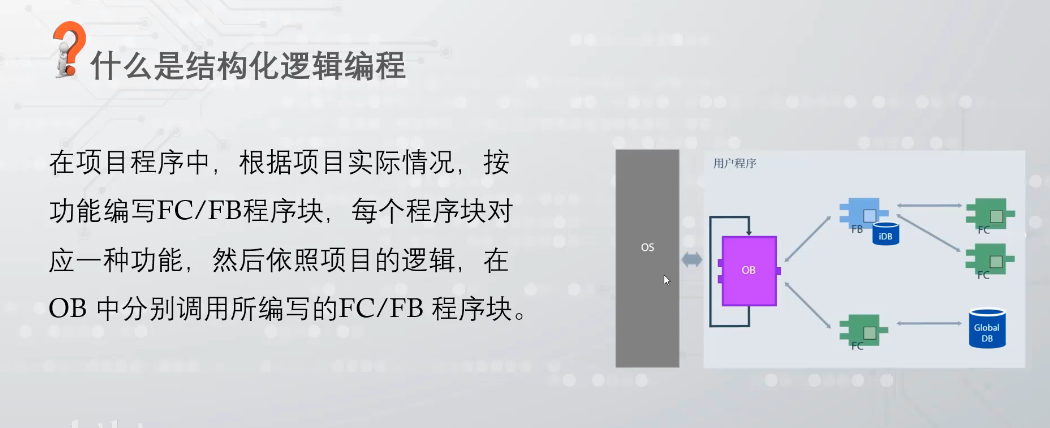 什么是结构化逻辑编程
在项目程序中，根据项目实际情况，按
功能编写FC/FB程序块，每个程序块对
应一种功能，然后依照项目的逻辑，在
OB 中分别调用所编写的FC/FB 程序块。
用户程序
OS
OB
FB
iDB
FC
FC
FC
Global
DB